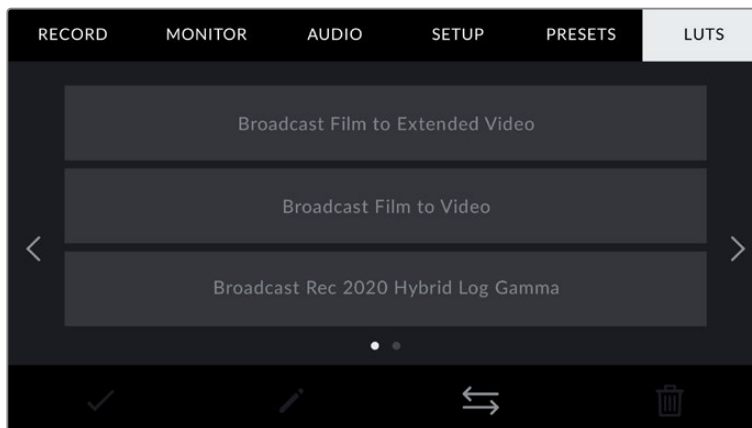 RECORD MONITOR AUDIO SETUP PRESETS LUTS
Broadcast Film to Extended Video
Broadcast Film to Video
Broadcast Rec 2020 Hybrid Log Gamma